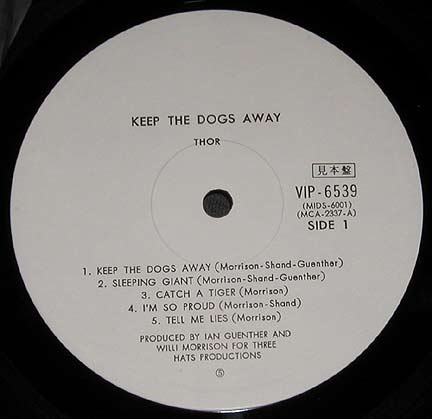 KEEP THE DOGS AWAY
THOR
見本盤
VIP-6539
(MIDS-6001)
(MCA-2337-A)
SIDE 1
1. KEEP THE DOGS AWAY (Morrison-Shand-Guenther)
2. SLEEPING GIANT (Morrison-Shand-Guenther)
3. CATCH A TIGER (Morrison)
4. I'M SO PROUD (Morrison-Shand)
5. TELL ME LIES (Morrison)
PRODUCED BY IAN GUENTHER AND
WILLI MORRISON FOR THREE
HATS PRODUCTIONS
Ⓢ